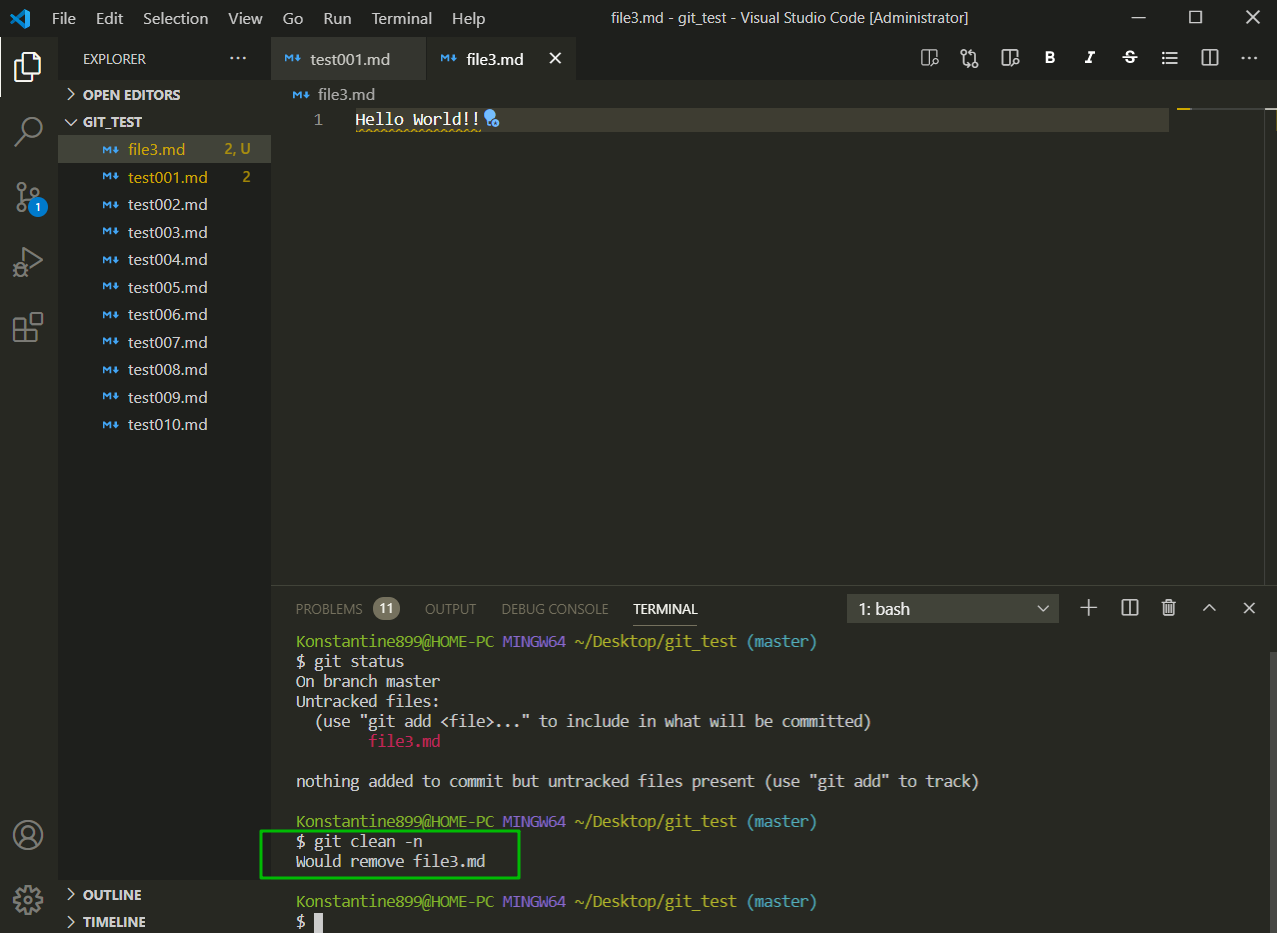 File Edit Selection View Go Run Terminal Help file3.md - git_test - Visual Studio Code [Administrator]
EXPLORER
test001.md
file3.md
B I S
OPEN EDITORS
GIT_TEST
file3.md 2, U
test001.md 2
test002.md
test003.md
test004.md
test005.md
test006.md
test007.md
test008.md
test009.md
test010.md
OUTLINE
TIMELINE
1
file3.md
1 Hello World!!
PROBLEMS 11 OUTPUT DEBUG CONSOLE TERMINAL 1: bash
Konstantine899@HOME-PC MINGW64 ~/Desktop/git_test (master)
$ git status
On branch master
Untracked files:
(use "git add <file>..." to include in what will be committed)
file3.md
nothing added to commit but untracked files present (use "git add" to track)
Konstantine899@HOME-PC MINGW64 ~/Desktop/git_test (master)
$ git clean -n
Would remove file3.md
Konstantine899@HOME-PC MINGW64 ~/Desktop/git_test (master)
$